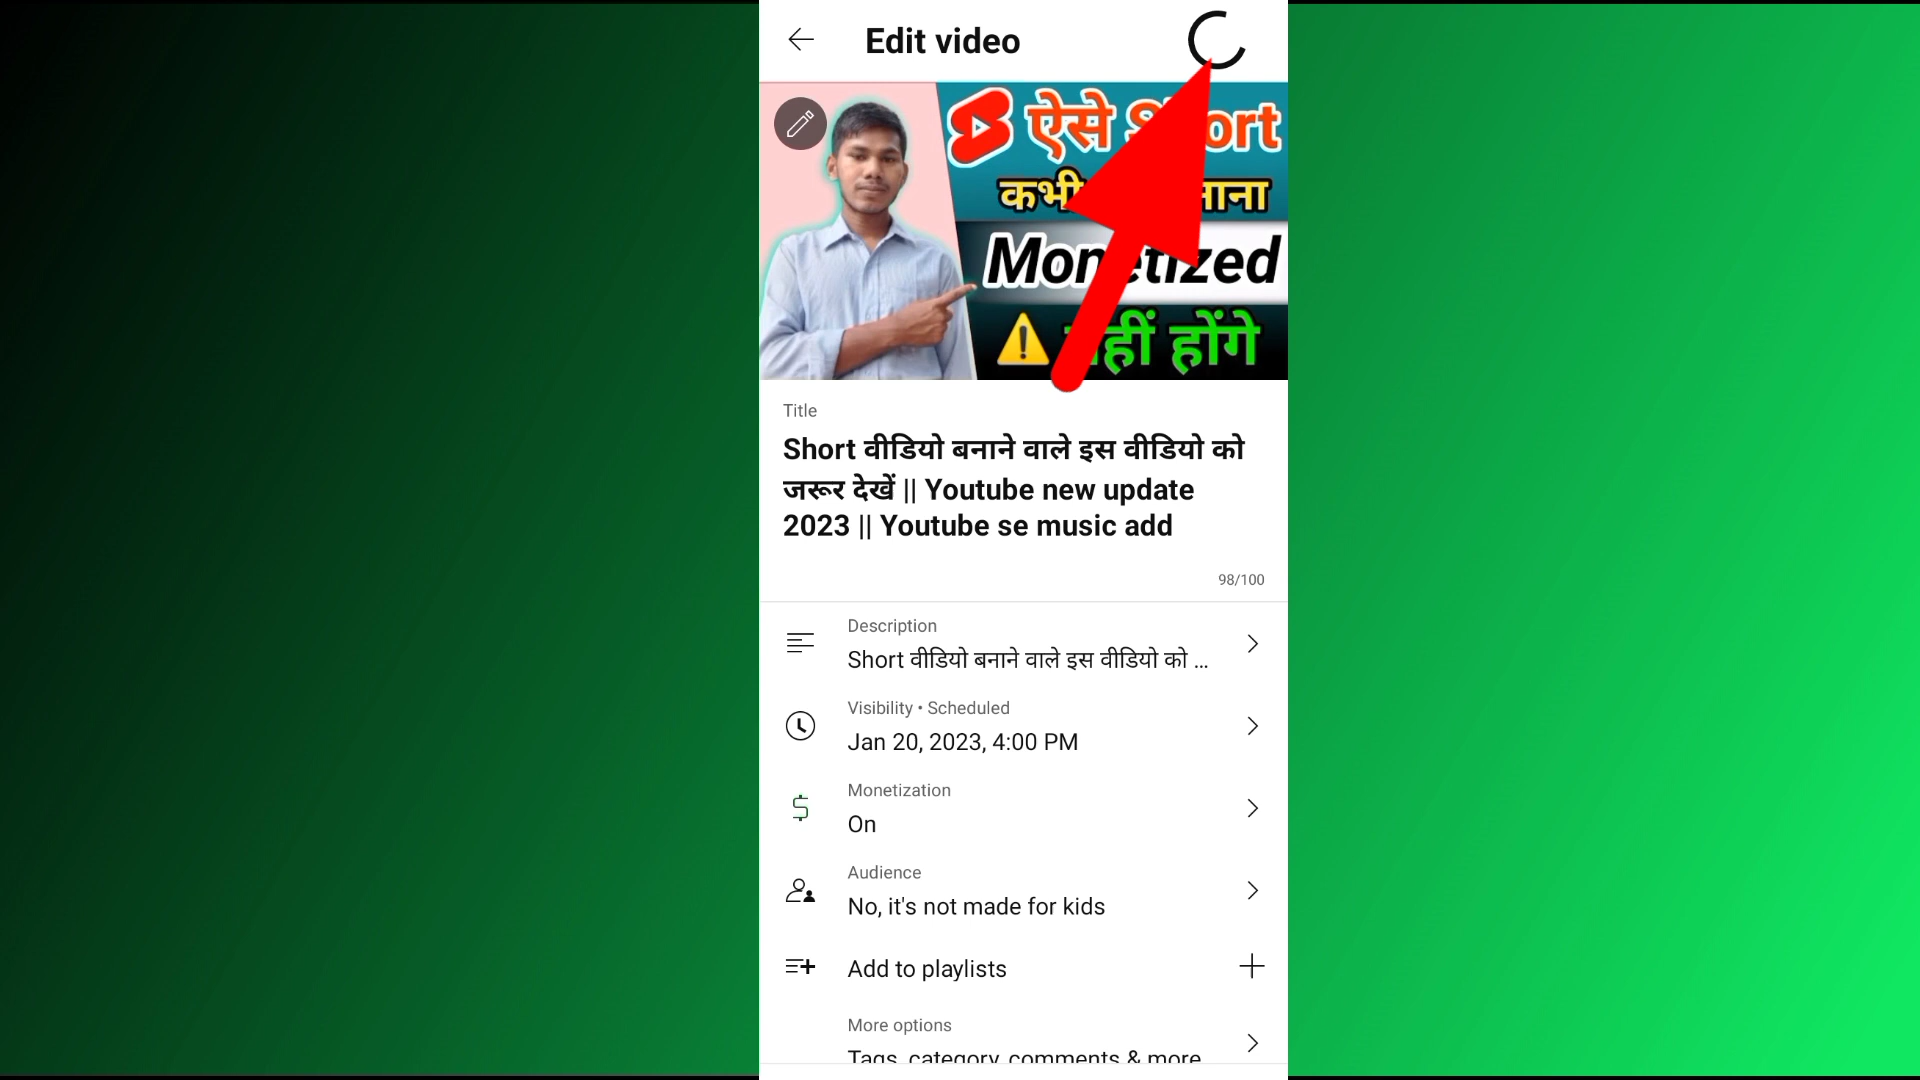 Edit video
ऐसे
कभी
⚠ होंगे
Title
Short वीडियो बनाने वाले इस वीडियो को
जरूर देखें || Youtube new update
2023 || Youtube se music add
98/100
Description
Short वीडियो बनाने वाले इस वीडियो को ...
Visibility • Scheduled
Jan 20, 2023, 4:00 PM
Monetization
On
Audience
No, it's not made for kids
Add to playlists
More options
Tags, category, comments & more